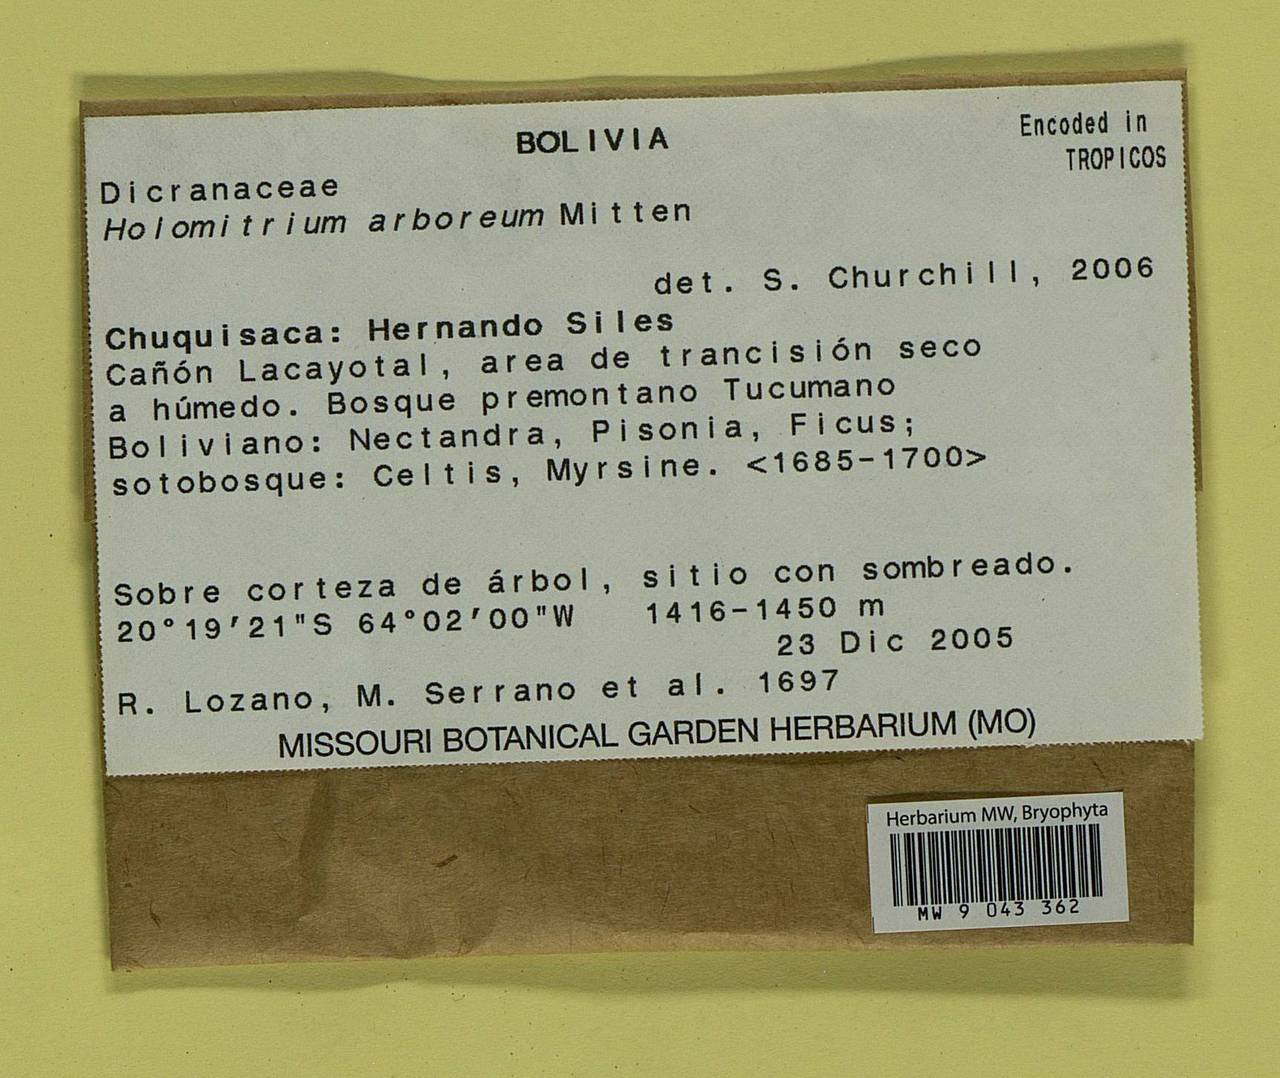 BOLIVIA
Encoded in
TROPICOS
Dicranaceae
Holomitrium arboreum Mitten
det. S. Churchill, 2006
Chuquisaca: Hernando Siles
Cañón Lacayotal, area de trancisión seco
a húmedo. Bosque premontano Tucumano
Boliviano: Nectandra, Pisonia, Ficus;
sotobosque: Celtis, Myrsine. <1685-1700>
Sobre corteza de árbol, sitio con sombreado.
20°19'21"S 64°02'00"W 1416-1450 m
23 Dic 2005
R. Lozano, M. Serrano et al. 1697
MISSOURI BOTANICAL GARDEN HERBARIUM (MO)
Herbarium MW, Bryophyta
MW 9 043 362